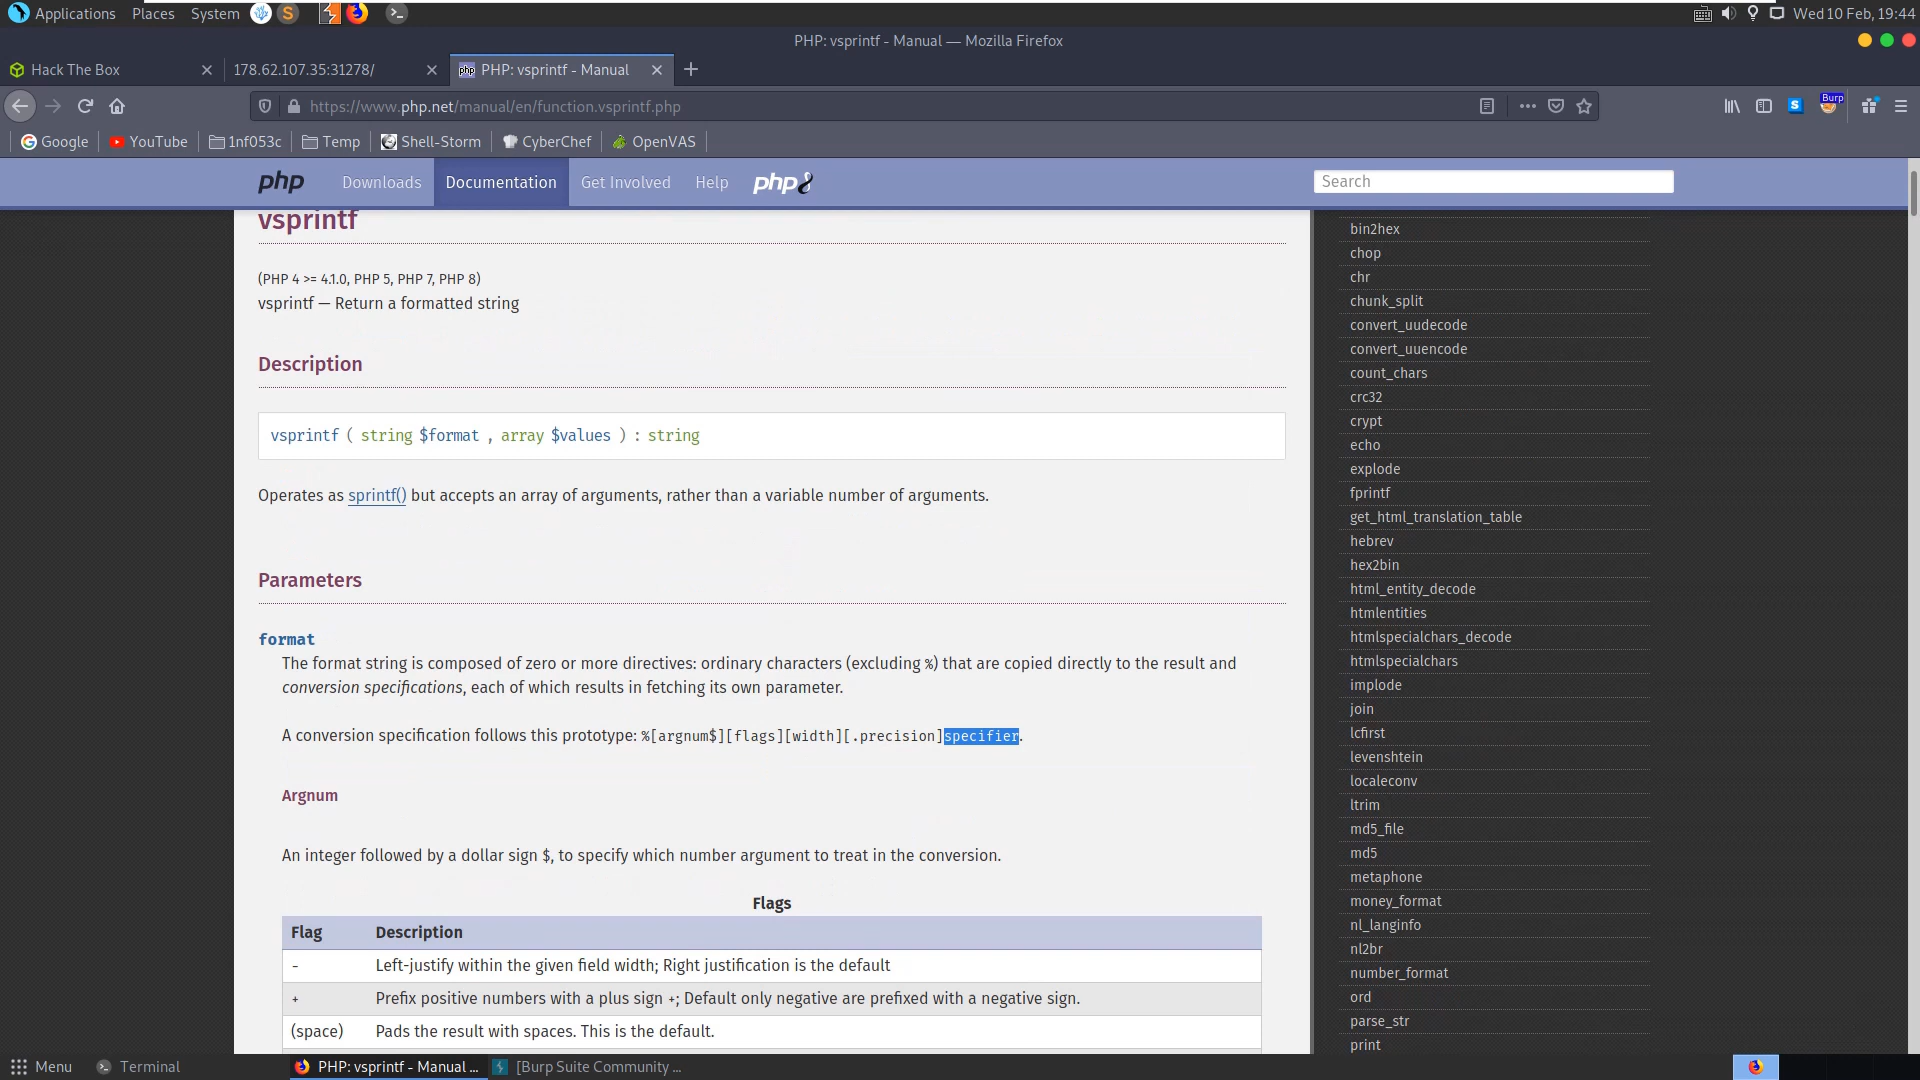 Applications Places System S Wed 10 Feb, 19:44
PHP: vsprintf - Manual — Mozilla Firefox
Hack The Box
178.62.107.35:31278/
php PHP: vsprintf - Manual
https://www.php.net/manual/en/function.vsprintf.php
S Burp
Google
YouTube
1nf053c
Temp
Shell-Storm
CyberChef
OpenVAS
php Downloads Documentation Get Involved Help php8 Search
vsprintf
(PHP 4 >= 4.1.0, PHP 5, PHP 7, PHP 8)
vsprintf — Return a formatted string
Description
vsprintf ( string $format , array $values ) : string
Operates as sprintf() but accepts an array of arguments, rather than a variable number of arguments.
Parameters
format
The format string is composed of zero or more directives: ordinary characters (excluding %) that are copied directly to the result and
conversion specifications, each of which results in fetching its own parameter.
A conversion specification follows this prototype: %[argnum$][flags][width][.precision]specifier.
Argnum
An integer followed by a dollar sign $, to specify which number argument to treat in the conversion.
Flags
Flag Description
- Left-justify within the given field width; Right justification is the default
+ Prefix positive numbers with a plus sign +; Default only negative are prefixed with a negative sign.
(space) Pads the result with spaces. This is the default.
bin2hex
chop
chr
chunk_split
convert_uudecode
convert_uuencode
count_chars
crc32
crypt
echo
explode
fprintf
get_html_translation_table
hebrev
hex2bin
html_entity_decode
htmlentities
htmlspecialchars_decode
htmlspecialchars
implode
join
lcfirst
levenshtein
localeconv
ltrim
md5_file
md5
metaphone
money_format
nl_langinfo
nl2br
number_format
ord
parse_str
print
Menu
Terminal
PHP: vsprintf - Manual ...
[Burp Suite Community ...